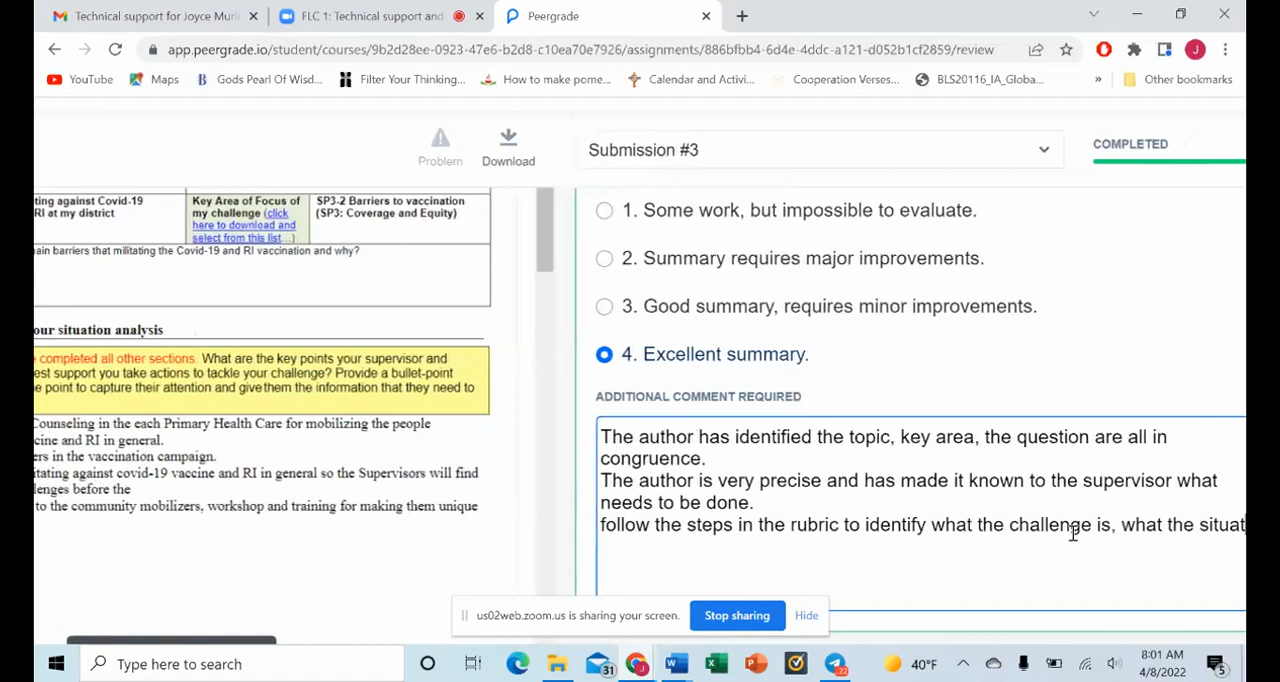 Technical support for Joyce Murli
FLC 1: Technical support and
Peergrade
app.peergrade.io/student/courses/9b2d28ee-0923-47e6-b2d8-c10ea70e7926/assignments/886bfbb4-6d4e-4ddc-a121-d052b1cf2859/review
J
YouTube
Maps
Gods Pearl Of Wisd...
Filter Your Thinking,...
How to make pome...
Calendar and Activi...
Cooperation Verses...
BLS20116_IA_Globa...
»
Other bookmarks
Problem
Download
Submission #3
COMPLETED
ting against Covid-19
RI at my district
Key Area of Focus of
my challenge (click
here to download and
select from this list...)
SP3-2 Barriers to vaccination
(SP3: Coverage and Equity)
ain barriers that militating the Covid-19 and RI vaccination and why?
our situation analysis
e completed all other sections. What are the key points your supervisor and
est support you take actions to tackle your challenge? Provide a bullet-point
e point to capture their attention and give them the information that they need to
Counseling in the each Primary Health Care for mobilizing the people
cine and RI in general.
ers in the vaccination campaign.
itating against covid-19 vaccine and RI in general so the Supervisors will find
lenges before the
to the community mobilizers, workshop and training for making them unique
1. Some work, but impossible to evaluate.
2. Summary requires major improvements.
3. Good summary, requires minor improvements.
4. Excellent summary.
ADDITIONAL COMMENT REQUIRED
The author has identified the topic, key area, the question are all in
congruence.
The author is very precise and has made it known to the supervisor what
needs to be done.
follow the steps in the rubric to identify what the challenge is, what the situat
us02web.zoom.us is sharing your screen.
Stop sharing
Hide
Type here to search
31
22
40°F
8:01 AM
4/8/2022
5